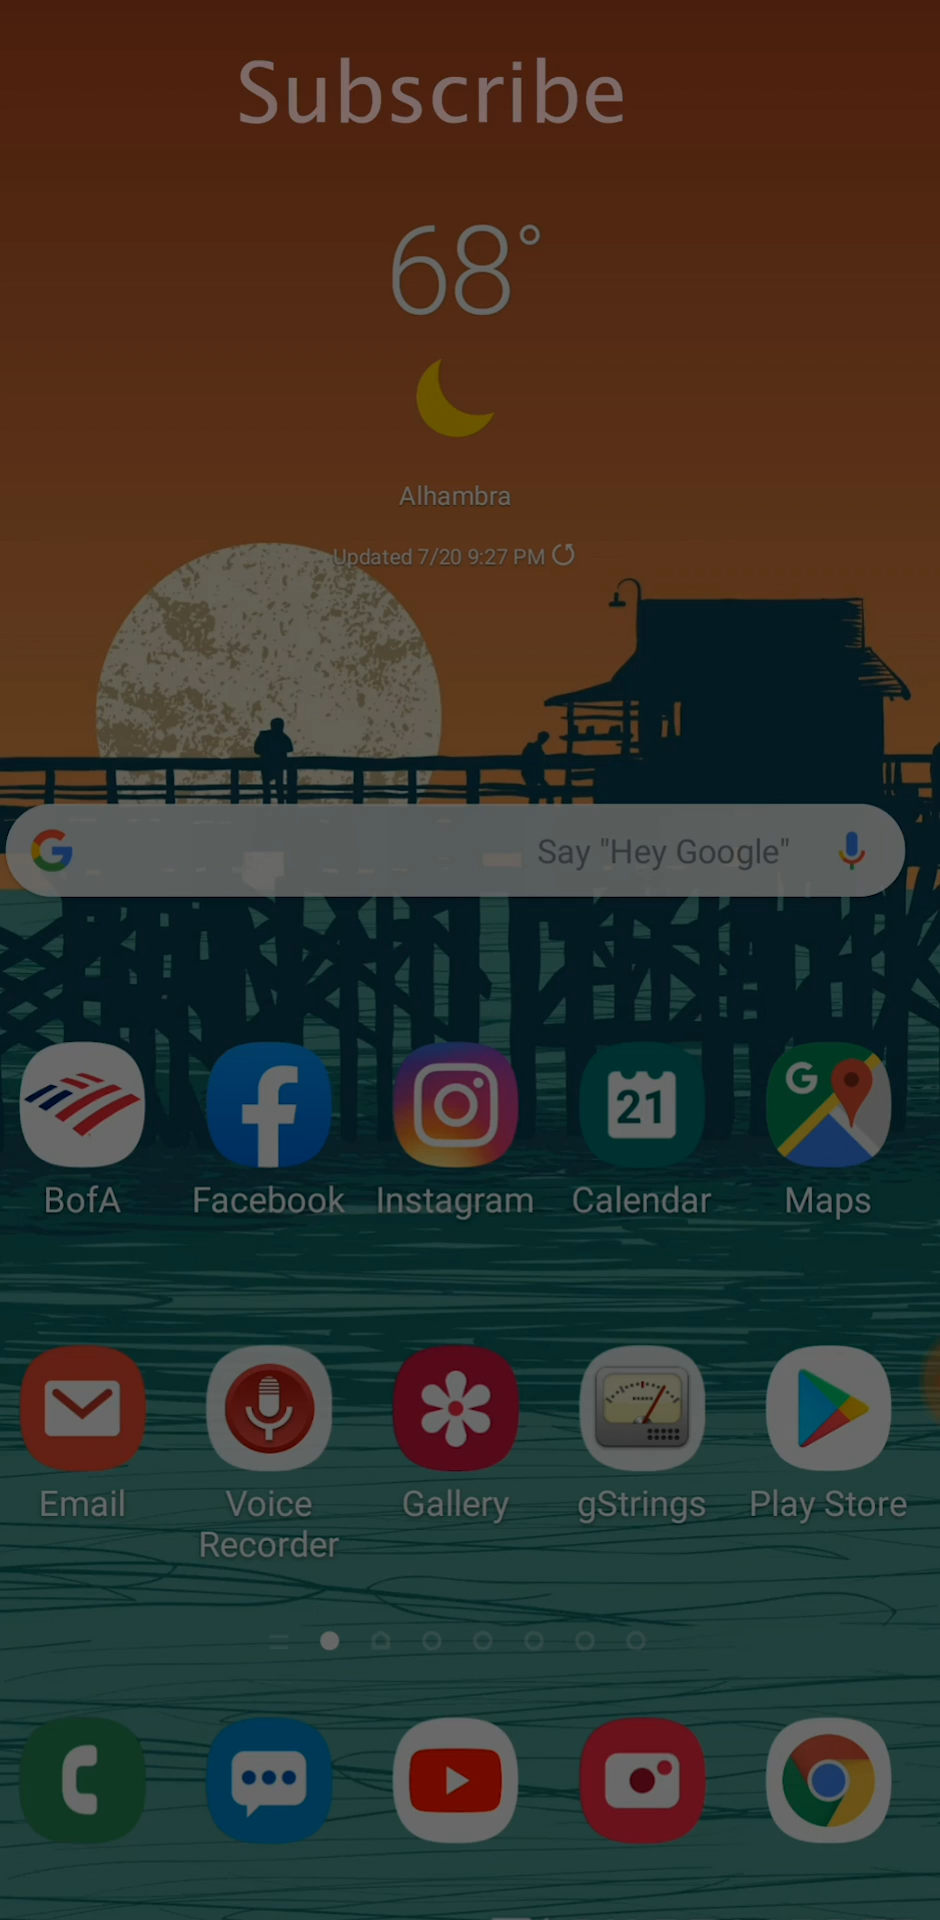 Subscribe
68°
Alhambra
Updated 7/20 9:27 PM
G Say "Hey Google"
21
G
BofA Facebook Instagram Calendar Maps
Email Voice Recorder Gallery gStrings Play Store